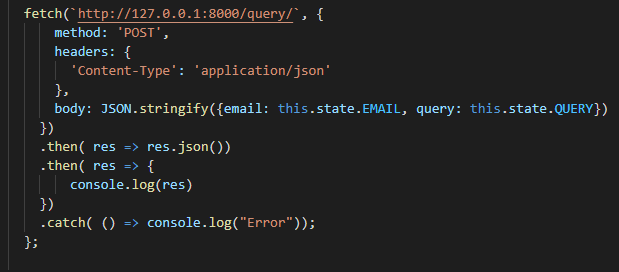 fetch(`http://127.0.0.1:8000/query/`, {
method: 'POST',
headers: {
'Content-Type': 'application/json'
},
body: JSON.stringify({email: this.state.EMAIL, query: this.state.QUERY})
})
.then( res => res.json())
.then( res => {
console.log(res)
})
.catch( () => console.log("Error"));
};